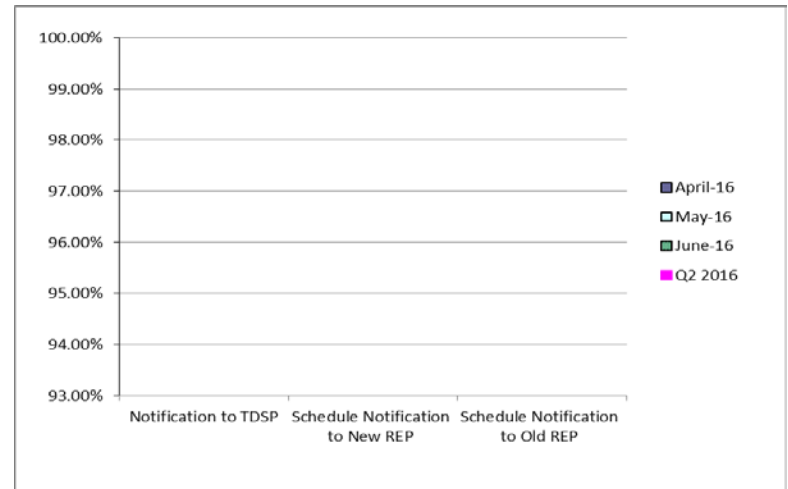 100.00%
99.00%
98.00%
97.00%
96.00%
95.00%
94.00%
93.00%
Notification to TDSP
Schedule Notification
to New REP
Schedule Notification
to Old REP
April-16
May-16
June-16
Q2 2016